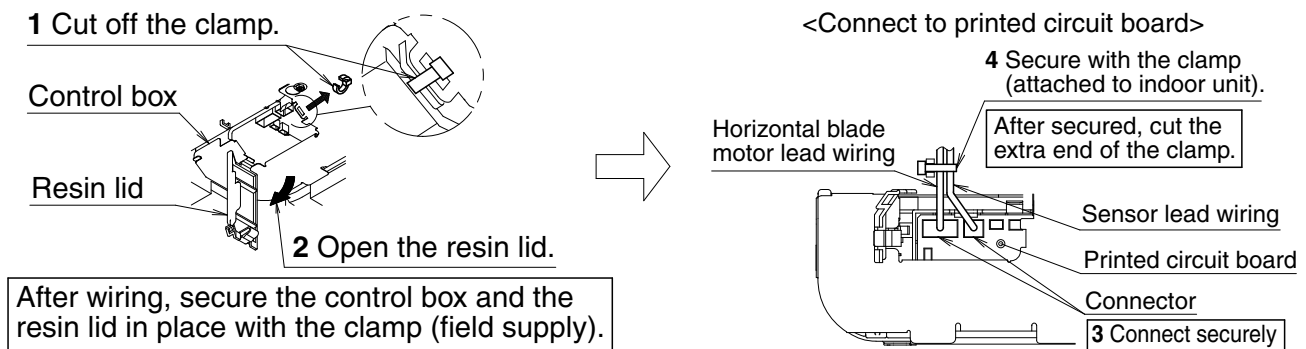 1 Cut off the clamp.
Control box
Resin lid
2 Open the resin lid.
After wiring, secure the control box and the
resin lid in place with the clamp (field supply).
<Connect to printed circuit board>
4 Secure with the clamp
(attached to indoor unit).
After secured, cut the
extra end of the clamp.
Horizontal blade
motor lead wiring
Sensor lead wiring
Printed circuit board
Connector
3 Connect securely